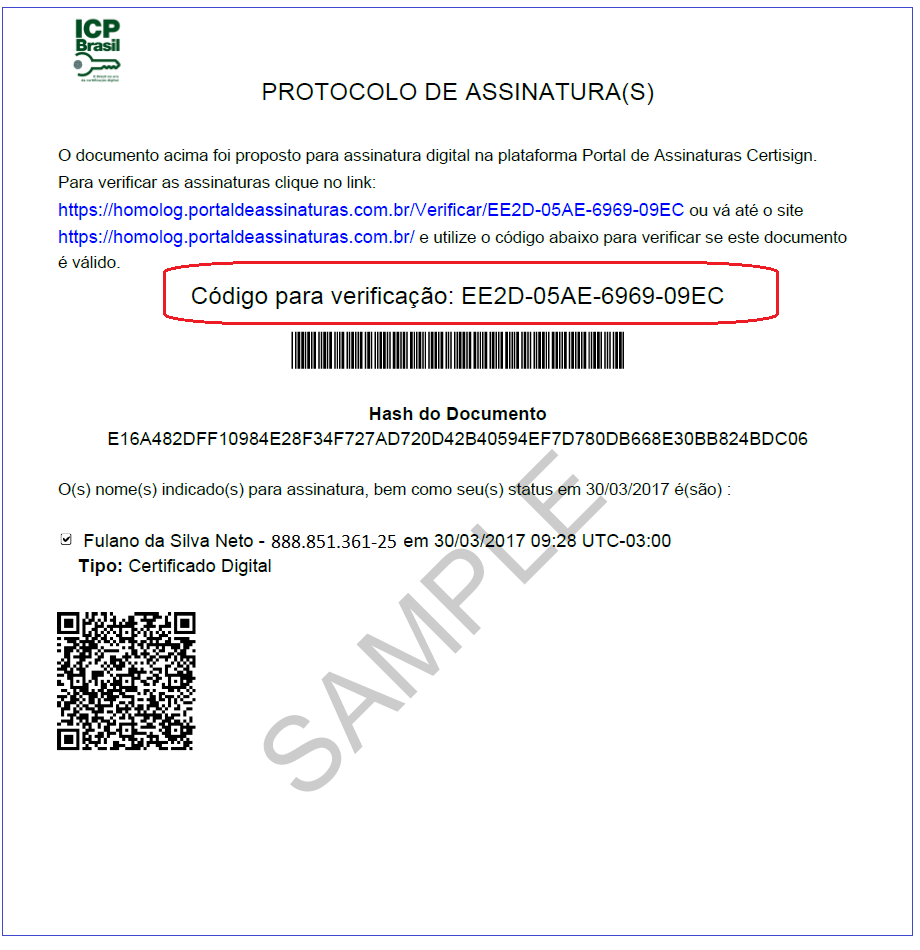 ICP
Brasil
PROTOCOLO DE ASSINATURA(S)
O documento acima foi proposto para assinatura digital na plataforma Portal de Assinaturas Certisign.
Para verificar as assinaturas clique no link:
https://homolog.portaldeassinaturas.com.br/Verificar/EE2D-05AE-6969-09EC ou vá até o site
https://homolog.portaldeassinaturas.com.br/ e utilize o código abaixo para verificar se este documento
é válido.
Código para verificação: EE2D-05AE-6969-09EC
Hash do Documento
E16A482DFF10984E28F34F727AD720D42B40594EF7D780DB668E30BB824BDC06
O(s) nome(s) indicado(s) para assinatura, bem como seu(s) status em 30/03/2017 é(são) :
Fulano da Silva Neto - 888.851.361-25 em 30/03/2017 09:28 UTC-03:00
Tipo: Certificado Digital
SAMPLE